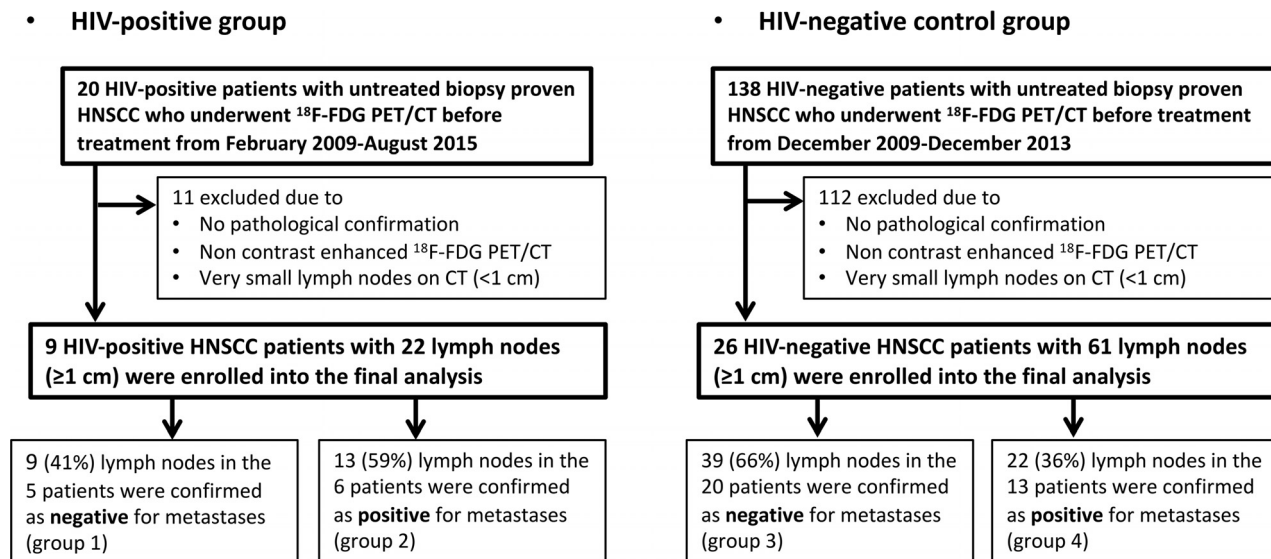 • HIV-positive group
20 HIV-positive patients with untreated biopsy proven
HNSCC who underwent ¹⁸F-FDG PET/CT before
treatment from February 2009-August 2015
11 excluded due to
• No pathological confirmation
• Non contrast enhanced ¹⁸F-FDG PET/CT
• Very small lymph nodes on CT (<1 cm)
9 HIV-positive HNSCC patients with 22 lymph nodes
(≥1 cm) were enrolled into the final analysis
9 (41%) lymph nodes in the
5 patients were confirmed
as negative for metastases
(group 1)
13 (59%) lymph nodes in the
6 patients were confirmed
as positive for metastases
(group 2)
• HIV-negative control group
138 HIV-negative patients with untreated biopsy proven
HNSCC who underwent ¹⁸F-FDG PET/CT before treatment
from December 2009-December 2013
112 excluded due to
• No pathological confirmation
• Non contrast enhanced ¹⁸F-FDG PET/CT
• Very small lymph nodes on CT (<1 cm)
26 HIV-negative HNSCC patients with 61 lymph nodes
(≥1 cm) were enrolled into the final analysis
39 (66%) lymph nodes in the
20 patients were confirmed
as negative for metastases
(group 3)
22 (36%) lymph nodes in the
13 patients were confirmed
as positive for metastases
(group 4)